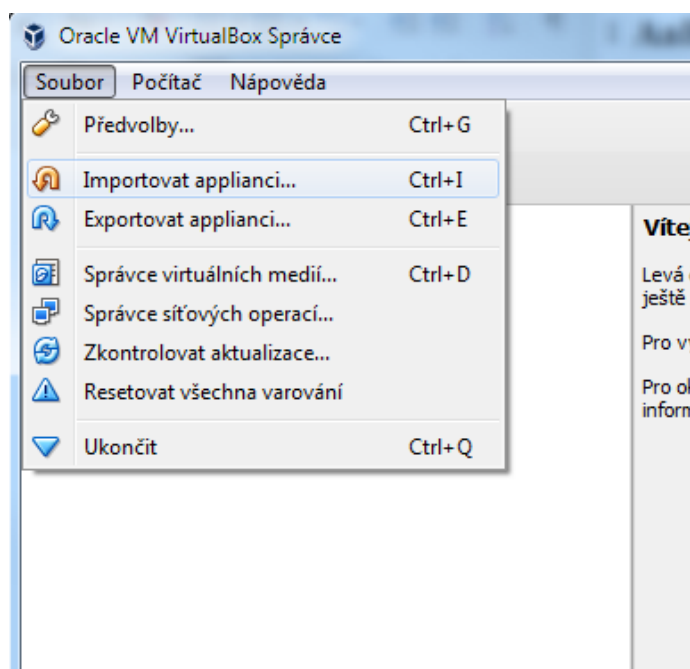 Oracle VM VirtualBox Správce
Soubor Počítač Nápověda
Předvolby... Ctrl+G
Importovat applianci... Ctrl+I
Exportovat applianci... Ctrl+E
Správce virtuálních medií... Ctrl+D
Správce síťových operací...
Zkontrolovat aktualizace...
Resetovat všechna varování
Ukončit Ctrl+Q
Levá
ještě
Pro
Pro